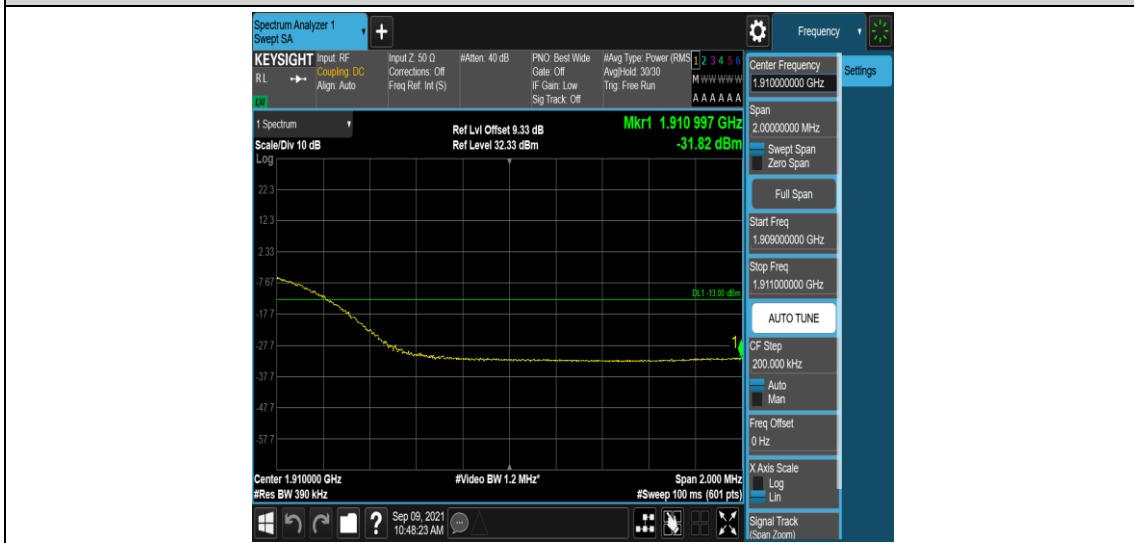 Spectrum Analyzer 1
Swept SA
+
Frequency
KEYSIGHT
RL
LXI
Input: RF
Coupling: DC
Align: Auto
Input Z: 50 Ω
Corrections: Off
Freq Ref: Int (S)
#Atten: 40 dB
PNO: Best Wide
Gate: Off
IF Gain: Low
Sig Track: Off
#Avg Type: Power (RMS
Avg|Hold: 30/30
Trig: Free Run
1 2 3 4 5 6
M W W W W W
A A A A A A
1 Spectrum
Scale/Div 10 dB
Log
Ref Lvl Offset 9.33 dB
Ref Level 32.33 dBm
Mkr1 1.910 997 GHz
-31.82 dBm
22.3
12.3
2.33
-7.67
-17.7
-27.7
-37.7
-47.7
-57.7
DL1 -13.00 dBm
1
Center 1.910000 GHz
#Res BW 390 kHz
#Video BW 1.2 MHz*
Span 2.000 MHz
#Sweep 100 ms (601 pts)
?
Sep 09, 2021
10:48:23 AM
Center Frequency
1.910000000 GHz
Settings
Span
2.00000000 MHz
Swept Span
Zero Span
Full Span
Start Freq
1.909000000 GHz
Stop Freq
1.911000000 GHz
AUTO TUNE
CF Step
200.000 kHz
Auto
Man
Freq Offset
0 Hz
X Axis Scale
Log
Lin
Signal Track
(Span Zoom)